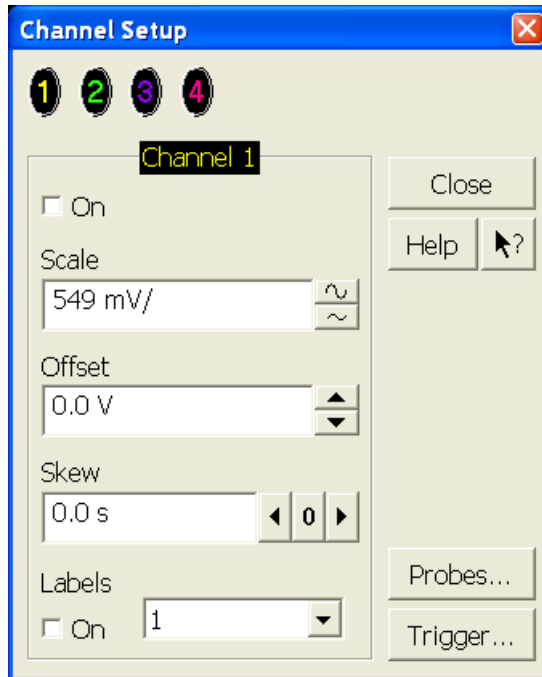 Channel Setup
1 2 3 4
Channel 1
On
Scale
549 mV/
Offset
0.0 V
Skew
0.0 s
0
Labels
On
1
Close
Help
?
Probes...
Trigger...